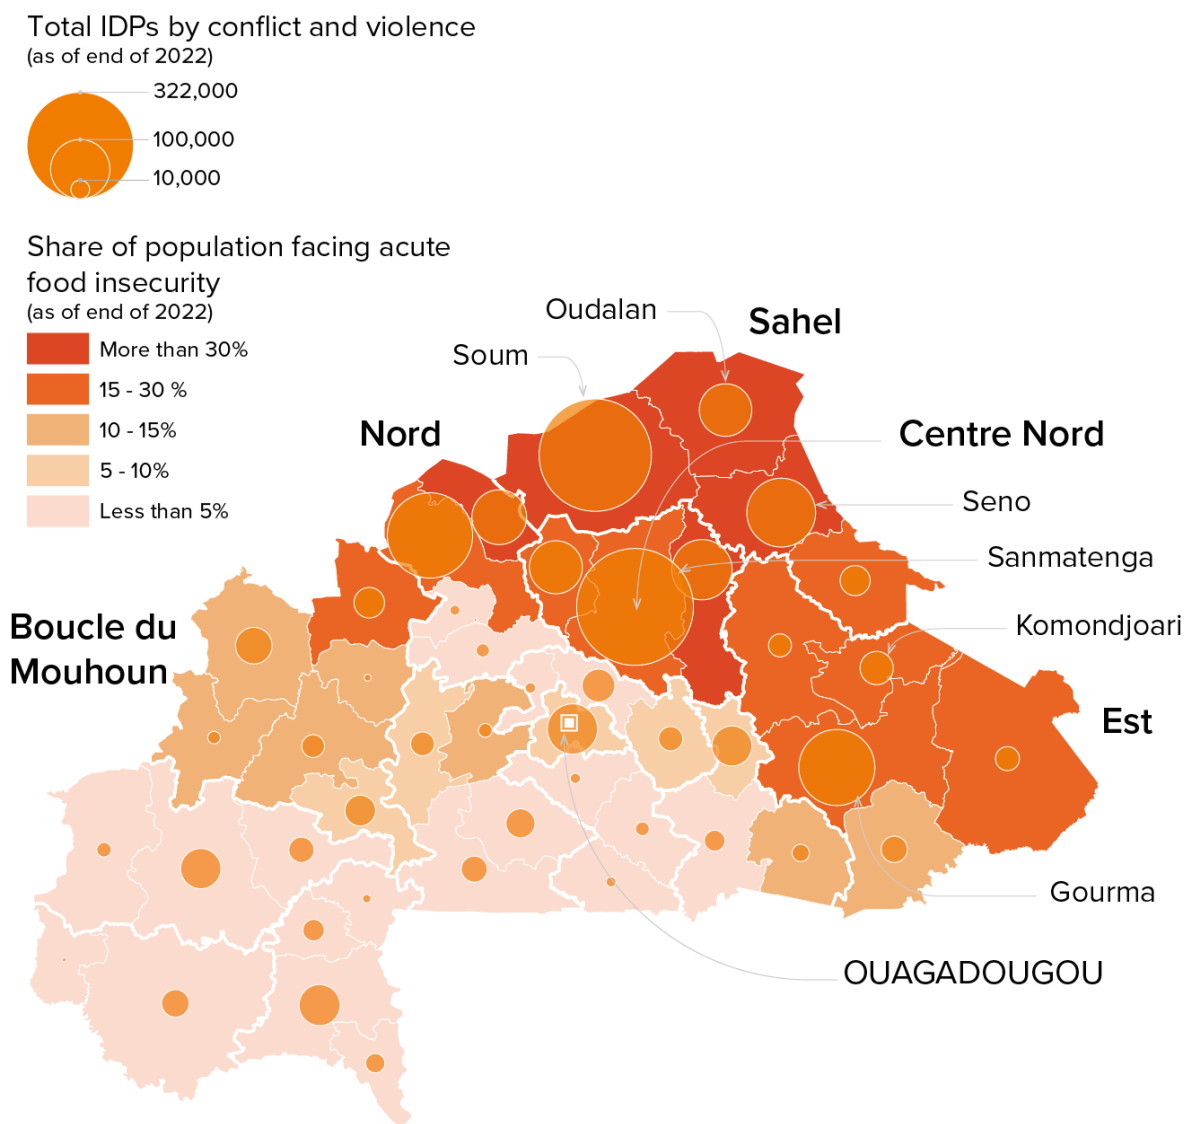 Total IDPs by conflict and violence
(as of end of 2022)
322,000
100,000
10,000
Share of population facing acute
food insecurity
(as of end of 2022)
More than 30%
15 - 30 %
10 - 15%
5 - 10%
Less than 5%
Oudalan
Sahel
Soum
Nord
Centre Nord
Seno
Sanmatenga
Boucle du
Mouhoun
Komondjoari
Est
Gourma
OUAGADOUGOU